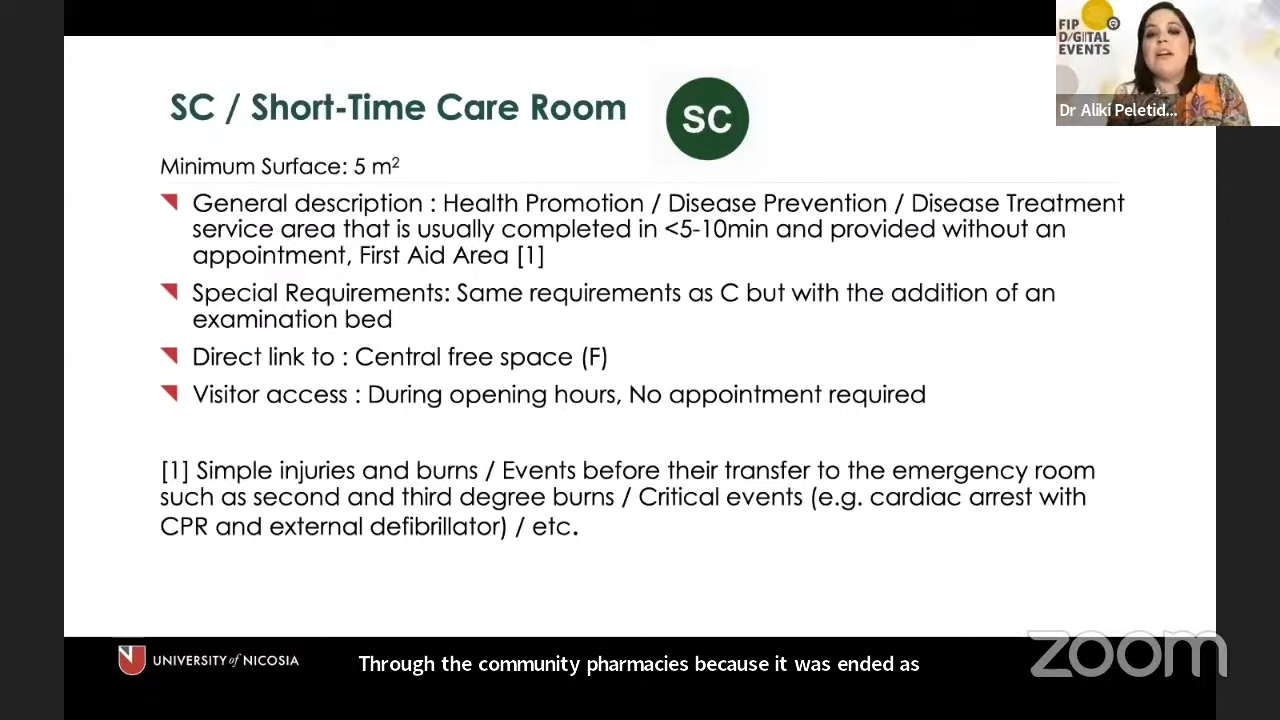 FIP
D/GITAL
EVENTS
Dr Aliki Peletid...
SC / Short-Time Care Room
SC
Minimum Surface: 5 m²
General description : Health Promotion / Disease Prevention / Disease Treatment
service area that is usually completed in <5-10min and provided without an
appointment, First Aid Area [1]
Special Requirements: Same requirements as C but with the addition of an
examination bed
Direct link to : Central free space (F)
Visitor access : During opening hours, No appointment required
[1] Simple injuries and burns / Events before their transfer to the emergency room
such as second and third degree burns / Critical events (e.g. cardiac arrest with
CPR and external defibrillator) / etc.
UNIVERSITY of NICOSIA
Through the community pharmacies because it was ended as
zoom